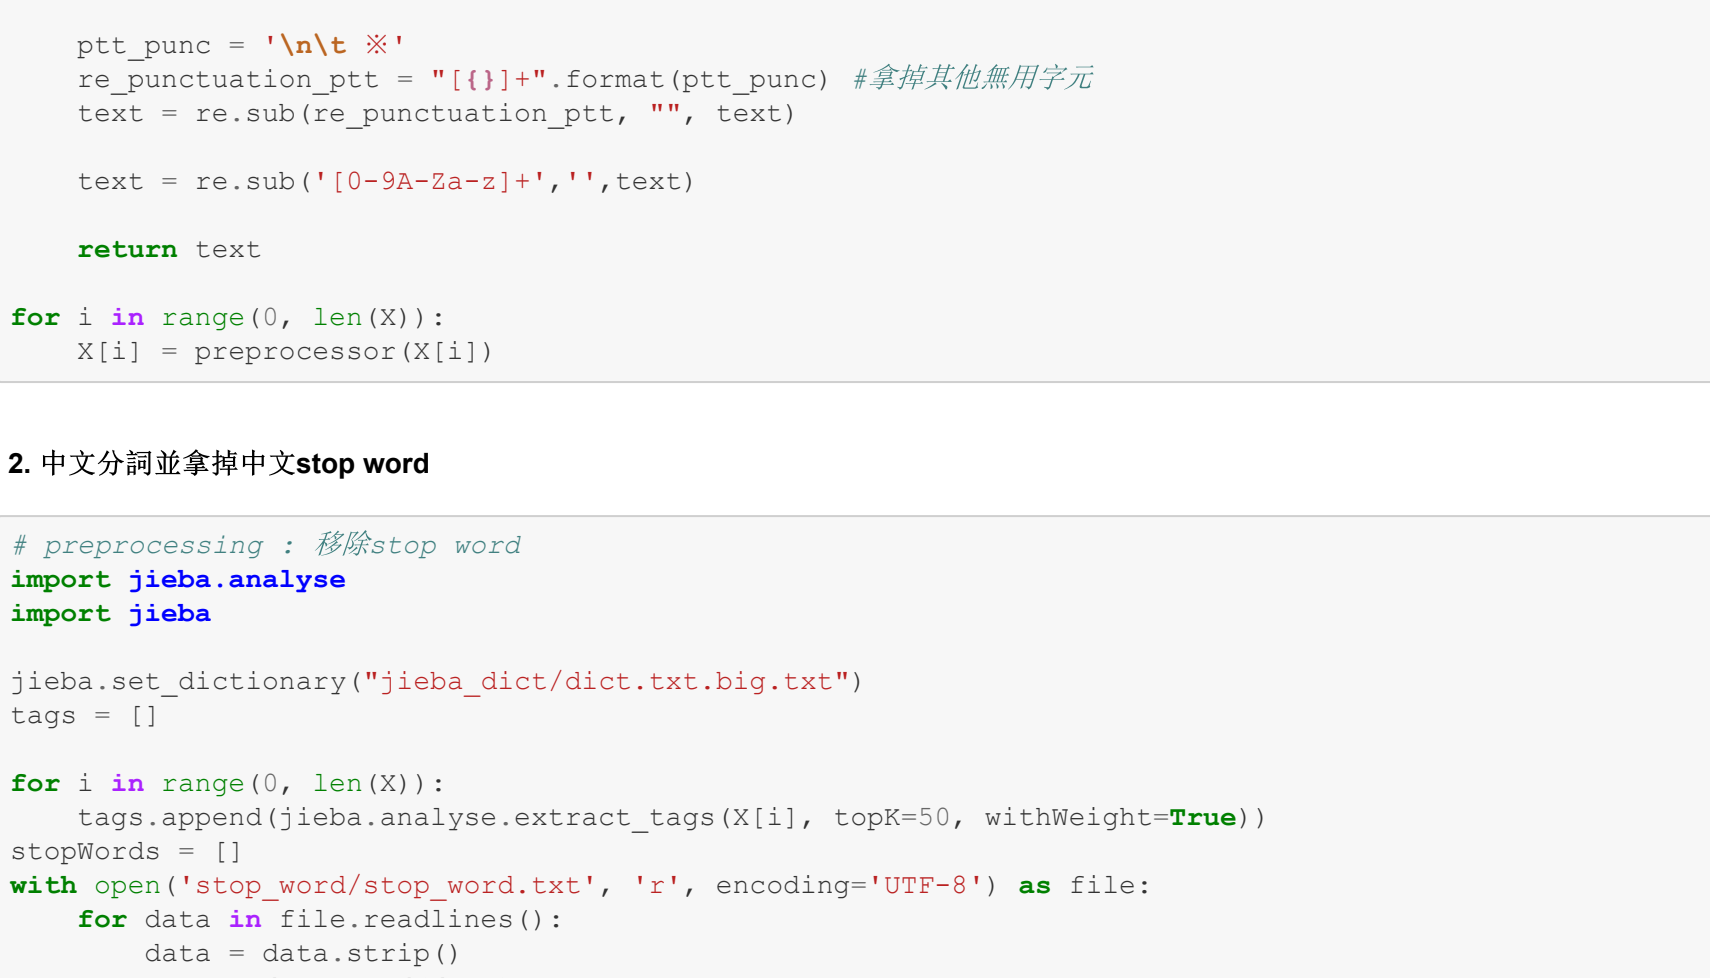 ptt_punc = '\n\t ※'
re_punctuation_ptt = "[{}]+".format(ptt_punc) #拿掉其他無用字元
text = re.sub(re_punctuation_ptt, "", text)
text = re.sub('[0-9A-Za-z]+','',text)
return text
for i in range(0, len(X)):
X[i] = preprocessor(X[i])
2. 中文分詞並拿掉中文stop word
# preprocessing : 移除stop word
import jieba.analyse
import jieba
jieba.set_dictionary("jieba_dict/dict.txt.big.txt")
tags = []
for i in range(0, len(X)):
tags.append(jieba.analyse.extract_tags(X[i], topK=50, withWeight=True))
stopWords = []
with open('stop_word/stop_word.txt', 'r', encoding='UTF-8') as file:
for data in file.readlines():
data = data.strip()